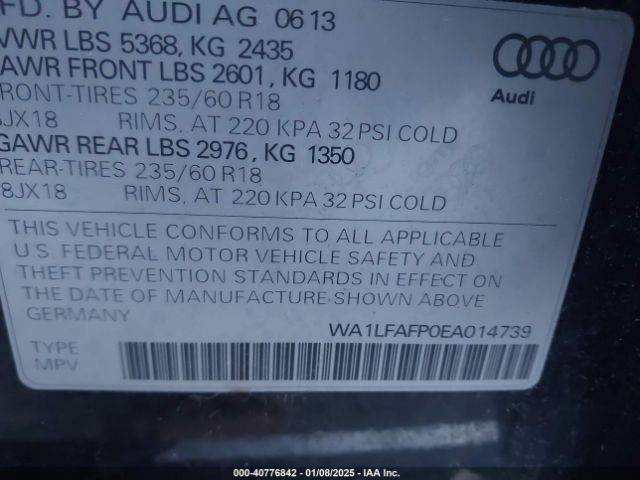 MFD. BY AUDI AG 06 13
VWR LBS 5368, KG 2435
AWR FRONT LBS 2601, KG 1180
FRONT-TIRES 235/60 R18
8JX18 RIMS, AT 220 KPA 32 PSI COLD
GAWR REAR LBS 2976, KG 1350
REAR-TIRES 235/60 R18
8JX18 RIMS, AT 220 KPA 32 PSI COLD
Audi
THIS VEHICLE CONFORMS TO ALL APPLICABLE
U.S. FEDERAL MOTOR VEHICLE SAFETY AND
THEFT PREVENTION STANDARDS IN EFFECT ON
THE DATE OF MANUFACTURE SHOWN ABOVE
GERMANY
WA1LFAFP0EA014739
TYPE
MPV
000-40776842 / 01/08/2025 - IAA Inc.